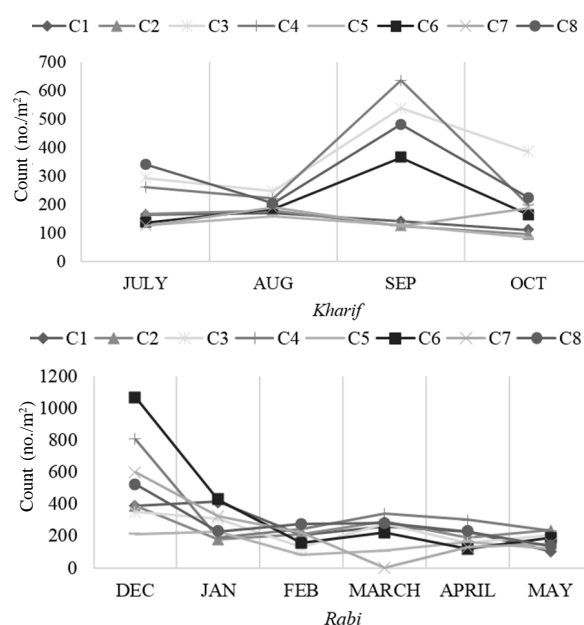 C1 C2 C3 C4 C5 C6 C7 C8
Count (no./m²)
700
600
500
400
300
200
100
0
JULY AUG SEP OCT
Kharif
C1 C2 C3 C4 C5 C6 C7 C8
Count (no./m²)
1200
1000
800
600
400
200
0
DEC JAN FEB MARCH APRIL MAY
Rabi